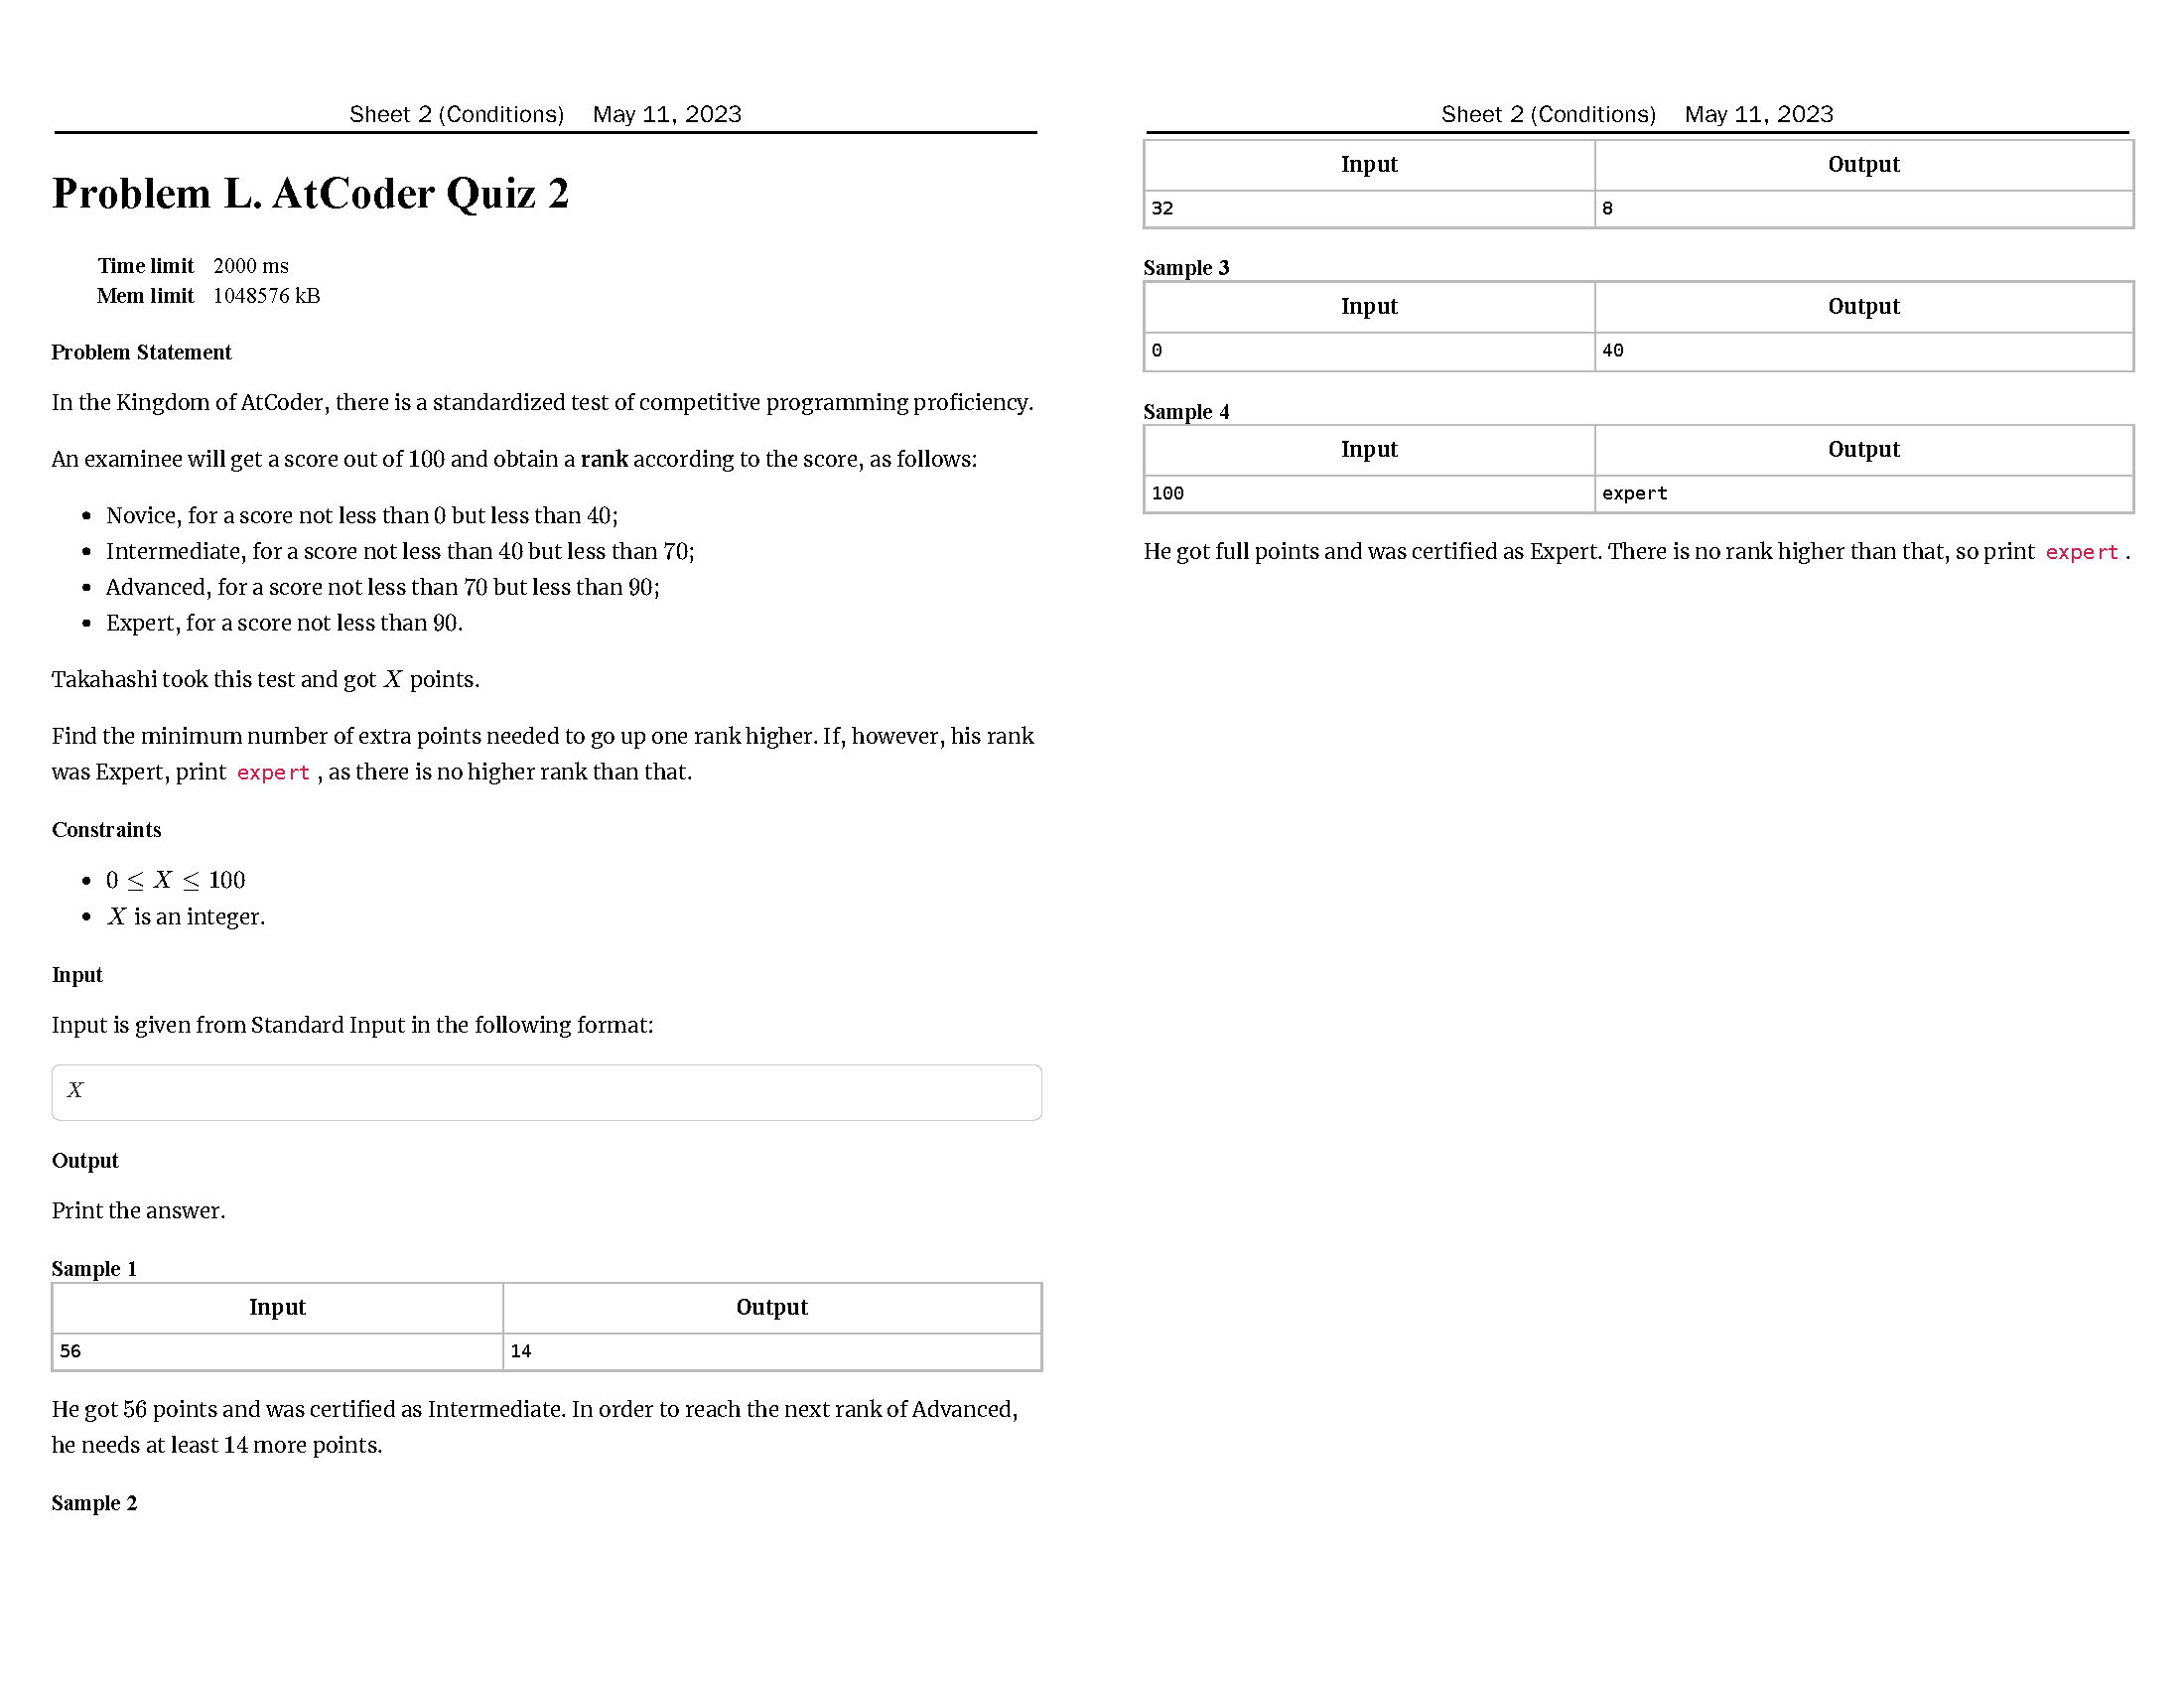 Sheet 2 (Conditions) May 11, 2023
Problem L. AtCoder Quiz 2
Time limit 2000 ms
Mem limit 1048576 kB
Problem Statement
In the Kingdom of AtCoder, there is a standardized test of competitive programming proficiency.
An examinee will get a score out of 100 and obtain a rank according to the score, as follows:
• Novice, for a score not less than 0 but less than 40;
• Intermediate, for a score not less than 40 but less than 70;
• Advanced, for a score not less than 70 but less than 90;
• Expert, for a score not less than 90.
Takahashi took this test and got X points.
Find the minimum number of extra points needed to go up one rank higher. If, however, his rank
was Expert, print expert , as there is no higher rank than that.
Constraints
• 0 ≤ X ≤ 100
• X is an integer.
Input
Input is given from Standard Input in the following format:
X
Output
Print the answer.
Sample 1
Input Output
56 14
He got 56 points and was certified as Intermediate. In order to reach the next rank of Advanced,
he needs at least 14 more points.
Sample 2
Sheet 2 (Conditions) May 11, 2023
Input Output
32 8
Sample 3
Input Output
0 40
Sample 4
Input Output
100 expert
He got full points and was certified as Expert. There is no rank higher than that, so print expert .